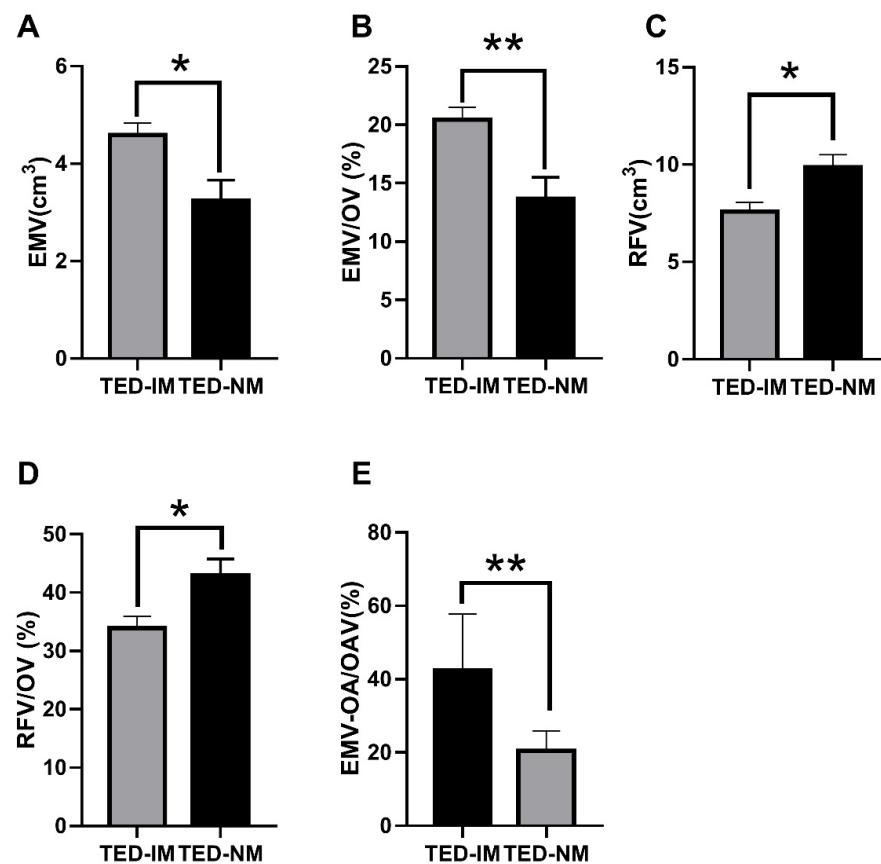 A
EMV(cm³)
6
4
2
0
*
TED-IM TED-NM
B
EMV/OV (%)
25
20
15
10
5
0
**
TED-IM TED-NM
C
RFV(cm³)
15
10
5
0
*
TED-IM TED-NM
D
RFV/OV (%)
50
40
30
20
10
0
*
TED-IM TED-NM
E
EMV-OA/OAV(%)
80
60
40
20
0
**
TED-IM TED-NM